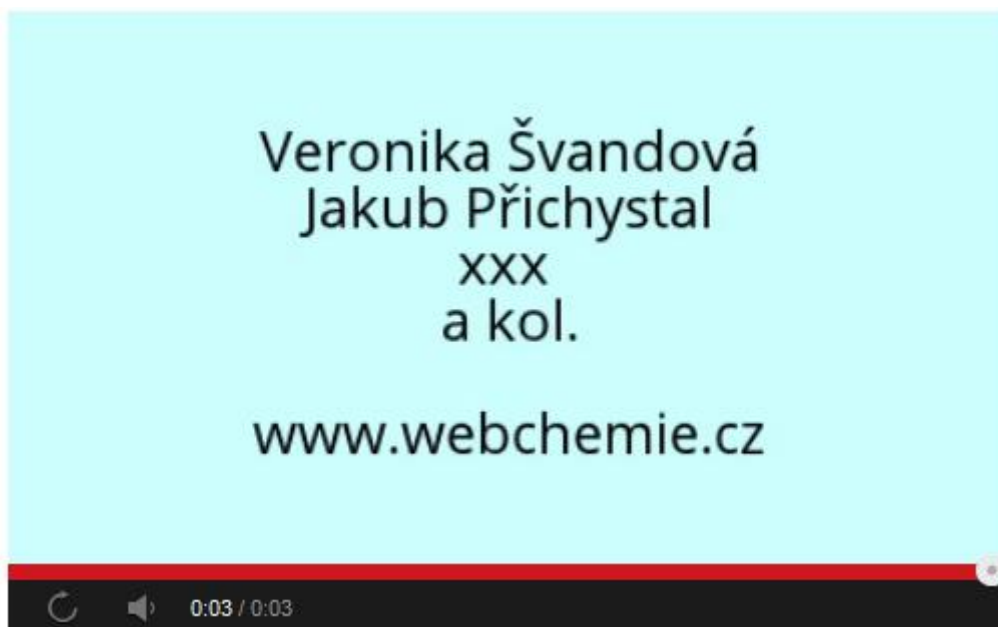 Veronika Švandová
Jakub Přichystal
xxx
a kol.
www.webchemie.cz
0:03 / 0:03